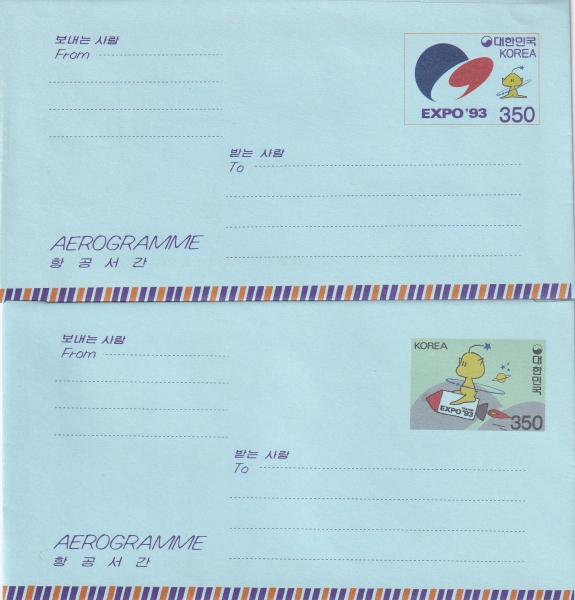 보내는 사람
From
대한민국
KOREA
EXPO '93
350
받는 사람
To
AEROGRAMME
항공서간
보내는 사람
From
KOREA
대한민국
EXPO '93
350
받는 사람
To
AEROGRAMME
항공서간